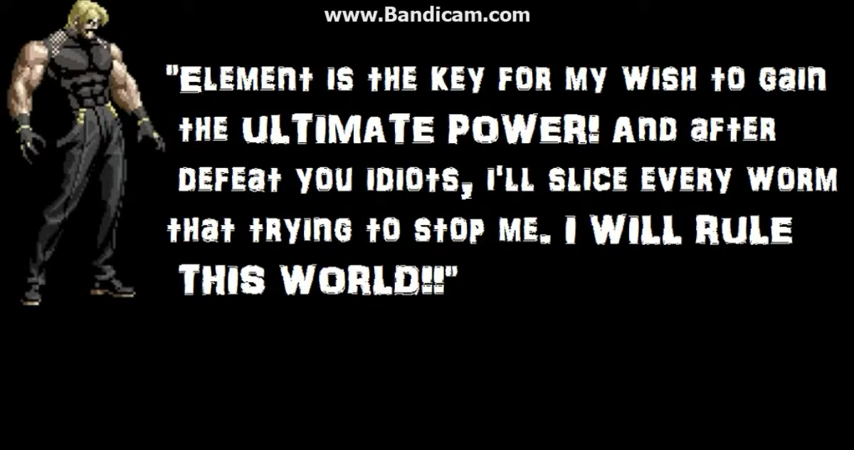 www.Bandicam.com
"Element is the key for my wish to gain
the ULTIMATE POWER! And after
defeat you idiots, i'll slice every worm
that trying to stop me. I WILL RULE
THIS WORLD!!"